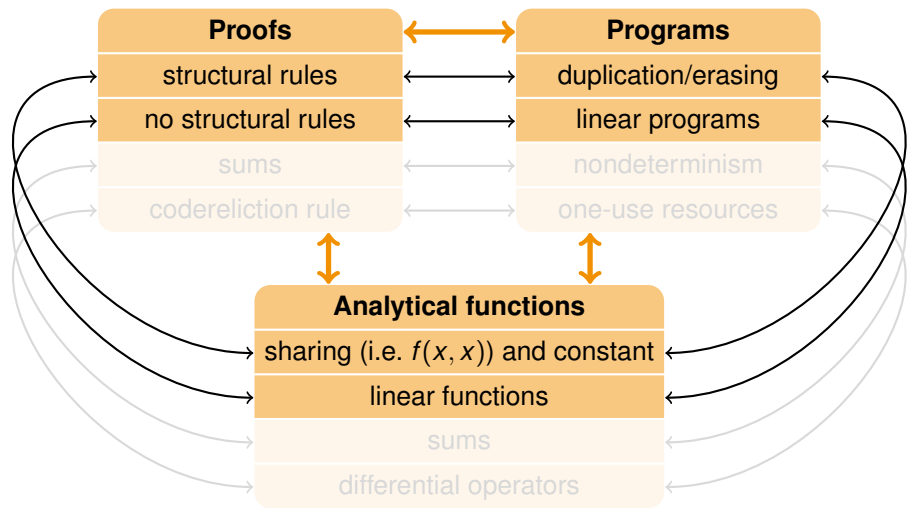 Proofs
structural rules
no structural rules
sums
codereliction rule
Programs
duplication/erasing
linear programs
nondeterminism
one-use resources
Analytical functions
sharing (i.e. f(x, x)) and constant
linear functions
sums
differential operators